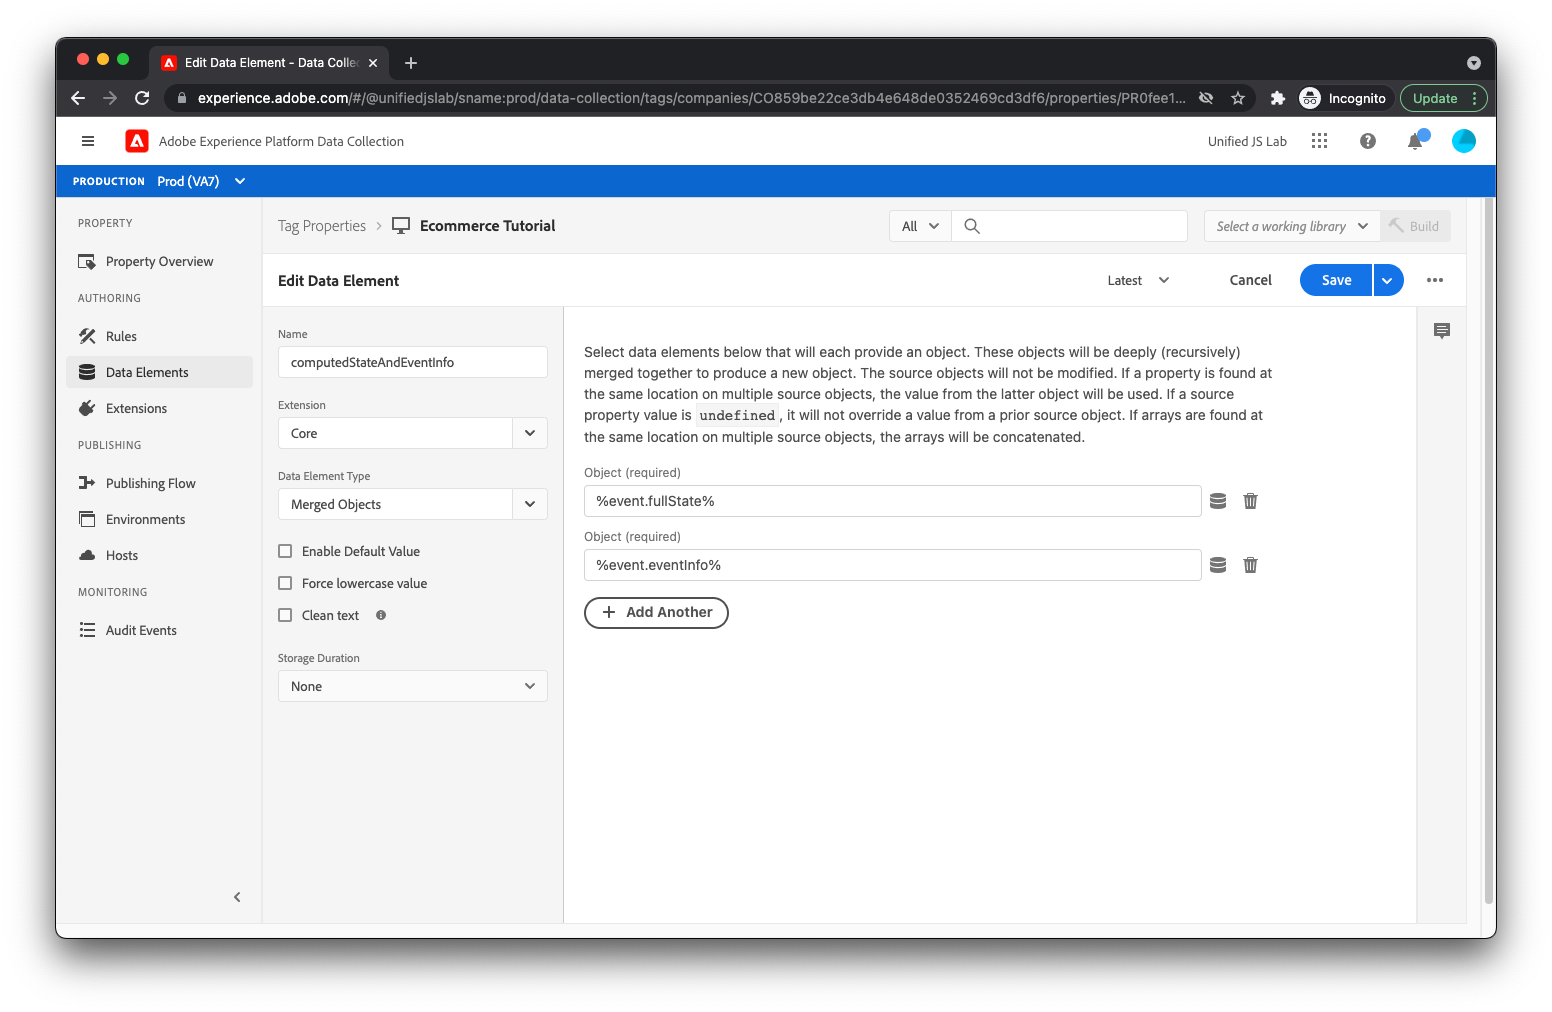 Edit Data Element - Data Colle
experience.adobe.com/#/@unifiedjslab/sname:prod/data-collection/tags/companies/CO859be22ce3db4e648de0352469cd3df6/properties/PR0fee1...
Incognito
Update
Adobe Experience Platform Data Collection
Unified JS Lab
PRODUCTION Prod (VA7)
PROPERTY
Property Overview
AUTHORING
Rules
Data Elements
Extensions
PUBLISHING
Publishing Flow
Environments
Hosts
MONITORING
Audit Events
Tag Properties > Ecommerce Tutorial
All
Select a working library
Build
Edit Data Element
Latest
Cancel
Save
Name
computedStateAndEventInfo
Extension
Core
Data Element Type
Merged Objects
Enable Default Value
Force lowercase value
Clean text
Storage Duration
None
Select data elements below that will each provide an object. These objects will be deeply (recursively)
merged together to produce a new object. The source objects will not be modified. If a property is found at
the same location on multiple source objects, the value from the latter object will be used. If a source
property value is undefined, it will not override a value from a prior source object. If arrays are found at
the same location on multiple source objects, the arrays will be concatenated.
Object (required)
%event.fullState%
Object (required)
%event.eventInfo%
Add Another